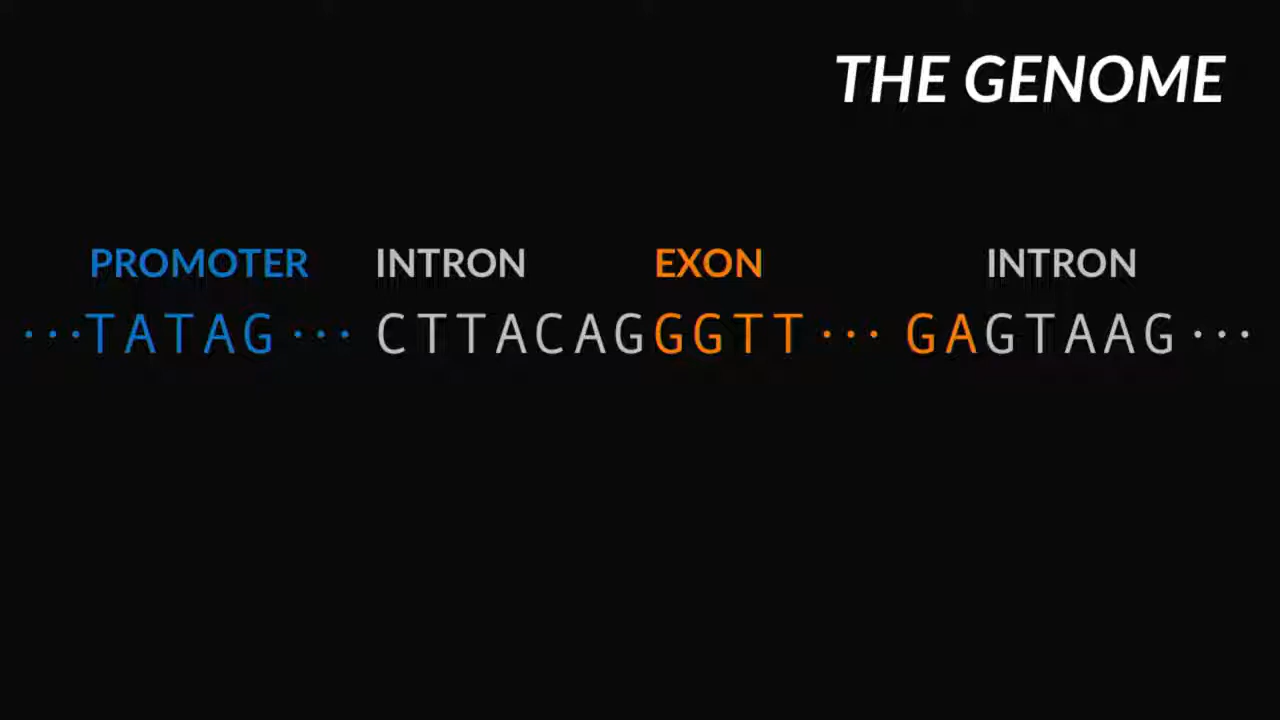 THE GENOME
PROMOTER INTRON EXON INTRON
···TATAG··· CTTACAGGGTT··· GAGTAAG···